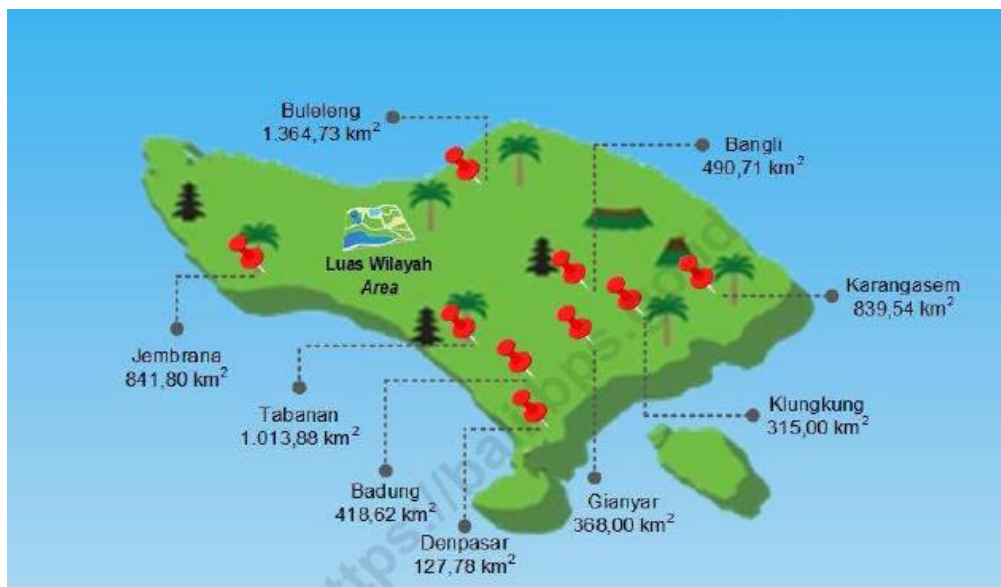 Buleleng
1.364,73 km²
Bangli
490,71 km²
Luas Wilayah
Area
Karangasem
839,54 km²
Jembrana
841,80 km²
Tabanan
1.013,88 km²
Klungkung
315,00 km²
Badung
418,62 km²
Gianyar
368,00 km²
Denpasar
127,78 km²